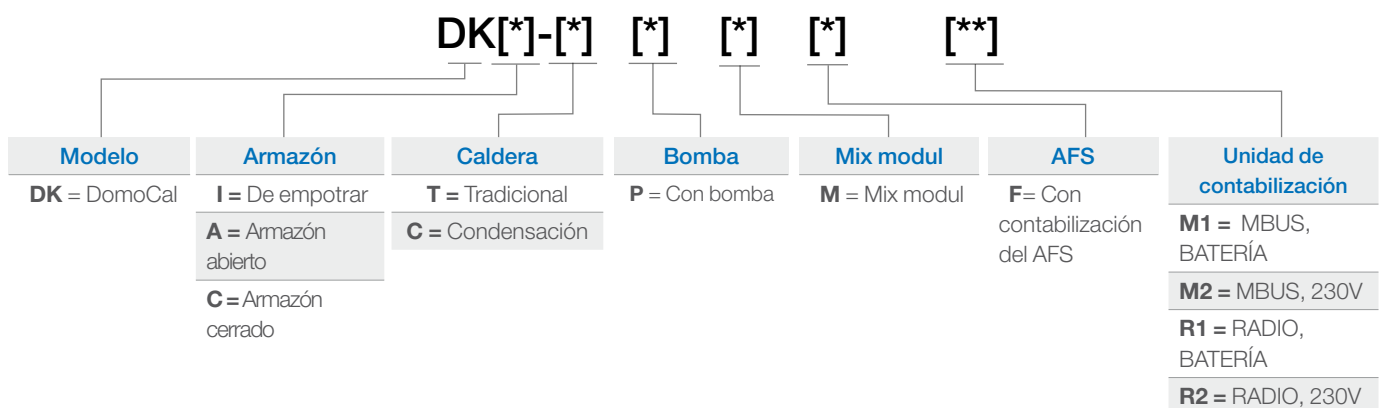 DK[*]-[*] [*] [*] [*] [**]
Modelo
DK = DomoCal
Armazón
I = De empotrar
A = Armazón
abierto
C = Armazón
cerrado
Caldera
T = Tradicional
C = Condensación
Bomba
P = Con bomba
Mix modul
M = Mix modul
AFS
F= Con
contabilización
del AFS
Unidad de
contabilización
M1 = MBUS,
BATERÍA
M2 = MBUS, 230V
R1 = RADIO,
BATERÍA
R2 = RADIO, 230V